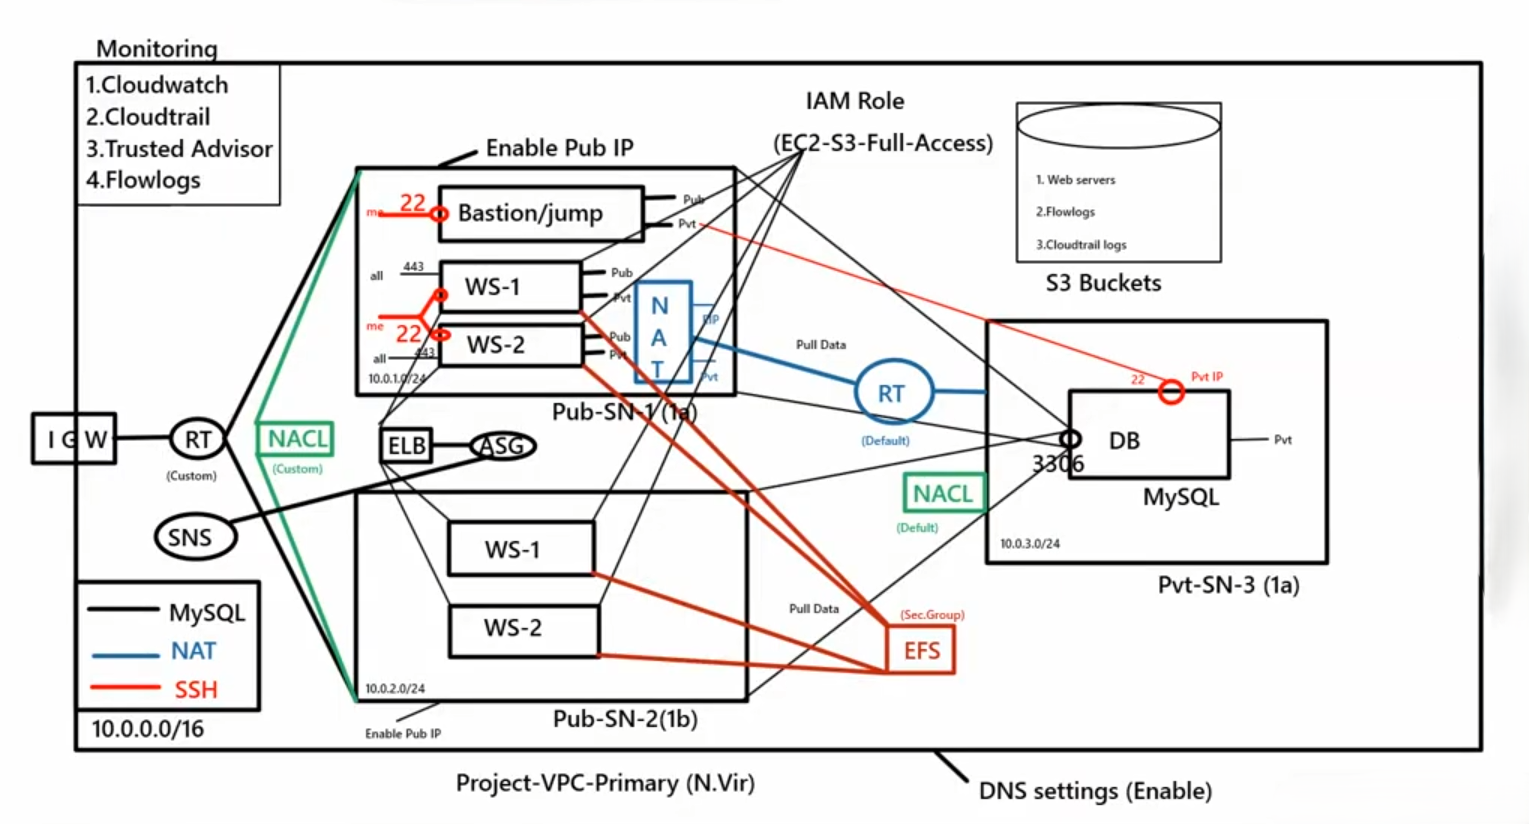 Monitoring
1.Cloudwatch
2.Cloudtrail
3.Trusted Advisor
4.Flowlogs
Enable Pub IP
IAM Role
(EC2-S3-Full-Access)
1. Web servers
2.Flowlogs
3.Cloudtrail logs
S3 Buckets
me
22
Bastion/jump
Pub
Pvt
all
443
WS-1
Pub
Pvt
me
22
WS-2
Pub
Pvt
all
443
10.0.1.0/24
N
A
T
EIP
Pvt
Pub-SN-1 (1a)
Pull Data
RT
(Default)
22
Pvt IP
DB
3306
Pvt
MySQL
NACL
(Defult)
10.0.3.0/24
Pvt-SN-3 (1a)
I G W
RT
(Custom)
NACL
(Custom)
ELB
ASG
SNS
WS-1
WS-2
10.0.2.0/24
Enable Pub IP
Pub-SN-2(1b)
Pull Data
(Sec.Group)
EFS
MySQL
NAT
SSH
10.0.0.0/16
Project-VPC-Primary (N.Vir)
DNS settings (Enable)